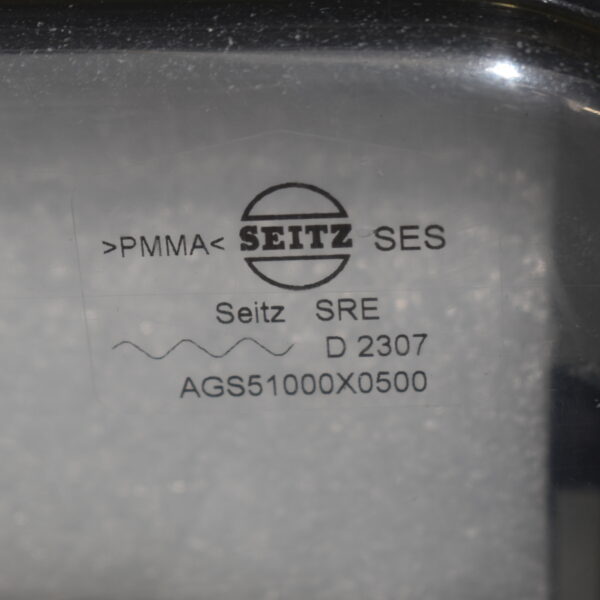 >PMMA< SEITZ SES
Seitz SRE
D 2307
AGS51000X0500